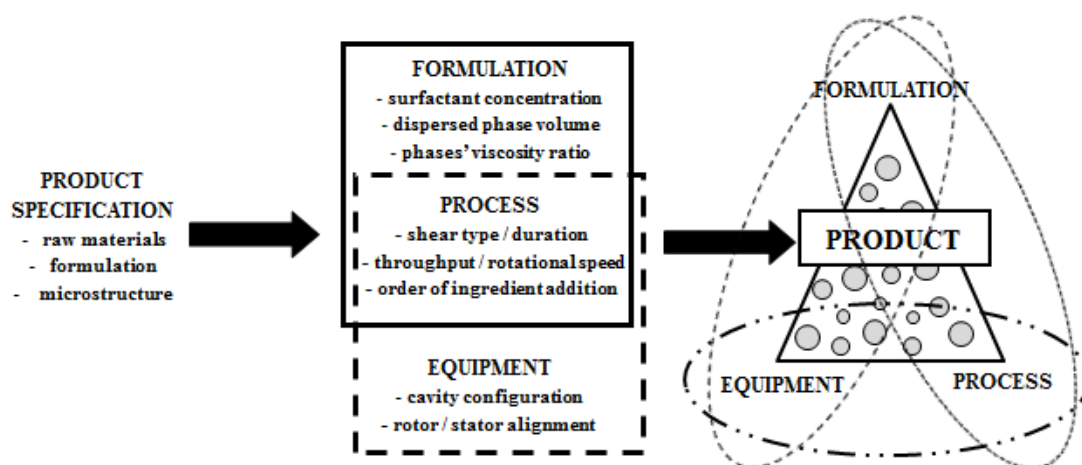 PRODUCT
SPECIFICATION
- raw materials
- formulation
- microstructure
FORMULATION
- surfactant concentration
- dispersed phase volume
- phases' viscosity ratio
PROCESS
- shear type / duration
- throughput / rotational speed
- order of ingredient addition
EQUIPMENT
- cavity configuration
- rotor / stator alignment
FORMULATION
PRODUCT
EQUIPMENT
PROCESS